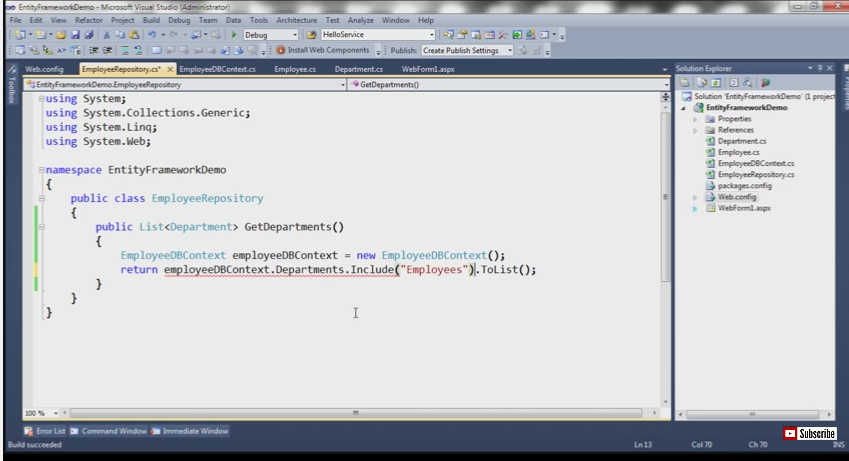 EntityFrameworkDemo - Microsoft Visual Studio (Administrator)
File Edit View Refactor Project Build Debug Team Data Tools Architecture Test Analyze Window Help
Debug HelloService
Install Web Components Publish: Create Publish Settings
Web.config EmployeeRepository.cs* EmployeeDBContext.cs Employee.cs Department.cs WebForm1.aspx
Toolbox
EntityFrameworkDemo.EmployeeRepository GetDepartments()
using System;
using System.Collections.Generic;
using System.Linq;
using System.Web;
namespace EntityFrameworkDemo
{
public class EmployeeRepository
{
public List<Department> GetDepartments()
{
EmployeeDBContext employeeDBContext = new EmployeeDBContext();
return employeeDBContext.Departments.Include("Employees").ToList();
}
}
}
100 %
Solution Explorer
Solution 'EntityFrameworkDemo' (1 project
EntityFrameworkDemo
Properties
References
Department.cs
Employee.cs
EmployeeDBContext.cs
EmployeeRepository.cs
packages.config
Web.config
WebForm1.aspx
Error List Command Window Immediate Window
Subscribe
Build succeeded Ln 13 Col 70 Ch 70 INS